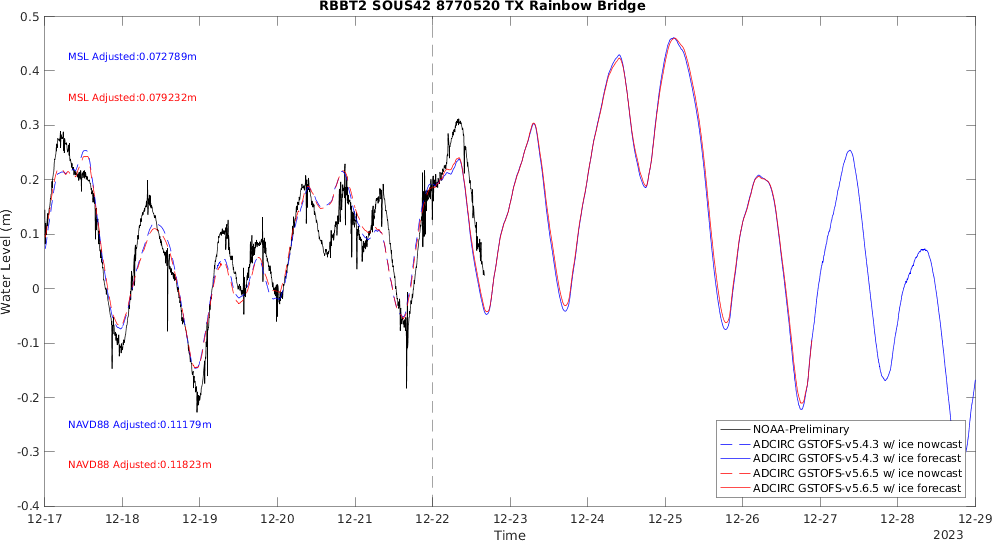 RBBT2 SOUS42 8770520 TX Rainbow Bridge
0.5
0.4
0.3
0.2
0.1
0
-0.1
-0.2
-0.3
-0.4
Water Level (m)
MSL Adjusted:0.072789m
MSL Adjusted:0.079232m
NAVD88 Adjusted:0.11179m
NAVD88 Adjusted:0.11823m
NOAA-Preliminary
ADCIRC GSTOFS-v5.4.3 w/ ice nowcast
ADCIRC GSTOFS-v5.4.3 w/ ice forecast
ADCIRC GSTOFS-v5.6.5 w/ ice nowcast
ADCIRC GSTOFS-v5.6.5 w/ ice forecast
12-17 12-18 12-19 12-20 12-21 12-22 12-23 12-24 12-25 12-26 12-27 12-28 12-29
Time
2023